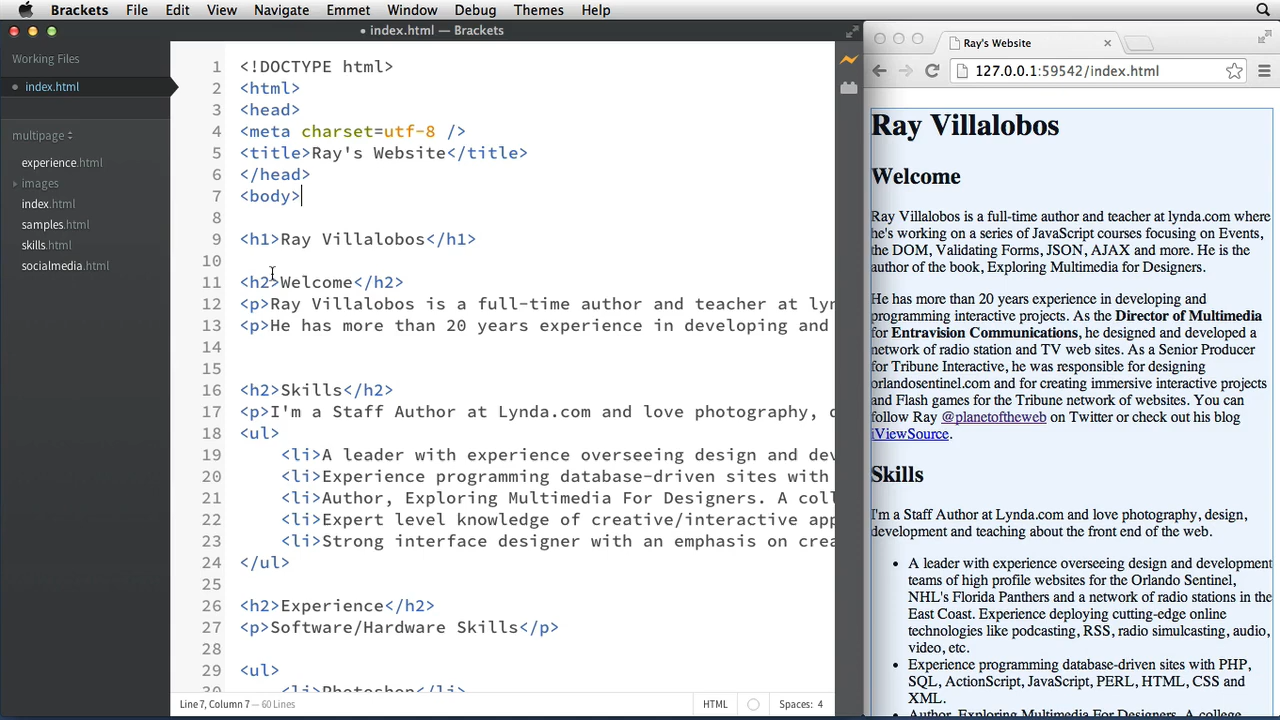 Brackets File Edit View Navigate Emmet Window Debug Themes Help
• index.html — Brackets
Working Files
index.html
multipage
experience.html
images
index.html
samples.html
skills.html
socialmedia.html
1 <!DOCTYPE html>
2 <html>
3 <head>
4 <meta charset=utf-8 />
5 <title>Ray's Website</title>
6 </head>
7 <body>
8
9 <h1>Ray Villalobos</h1>
10
11 <h2>Welcome</h2>
12 <p>Ray Villalobos is a full-time author and teacher at lyn
13 <p>He has more than 20 years experience in developing and
14
15
16 <h2>Skills</h2>
17 <p>I'm a Staff Author at Lynda.com and love photography, d
18 <ul>
19 <li>A leader with experience overseeing design and dev
20 <li>Experience programming database-driven sites with
21 <li>Author, Exploring Multimedia For Designers. A coll
22 <li>Expert level knowledge of creative/interactive app
23 <li>Strong interface designer with an emphasis on crea
24 </ul>
25
26 <h2>Experience</h2>
27 <p>Software/Hardware Skills</p>
28
29 <ul>
30 <li>Photoshop</li>
Line 7, Column 7 — 60 Lines
HTML
Spaces: 4
Ray's Website
127.0.0.1:59542/index.html
Ray Villalobos
Welcome
Ray Villalobos is a full-time author and teacher at lynda.com where
he's working on a series of JavaScript courses focusing on Events,
the DOM, Validating Forms, JSON, AJAX and more. He is the
author of the book, Exploring Multimedia for Designers.
He has more than 20 years experience in developing and
programming interactive projects. As the Director of Multimedia
for Entravision Communications, he designed and developed a
network of radio station and TV web sites. As a Senior Producer
for Tribune Interactive, he was responsible for designing
orlandosentinel.com and for creating immersive interactive projects
and Flash games for the Tribune network of websites. You can
follow Ray @planetoftheweb on Twitter or check out his blog
iViewSource.
Skills
I'm a Staff Author at Lynda.com and love photography, design,
development and teaching about the front end of the web.
• A leader with experience overseeing design and development
teams of high profile websites for the Orlando Sentinel,
NHL's Florida Panthers and a network of radio stations in the
East Coast. Experience deploying cutting-edge online
technologies like podcasting, RSS, radio simulcasting, audio,
video, etc.
• Experience programming database-driven sites with PHP,
SQL, ActionScript, JavaScript, PERL, HTML, CSS and
XML.
• Author, Exploring Multimedia For Designers. A college